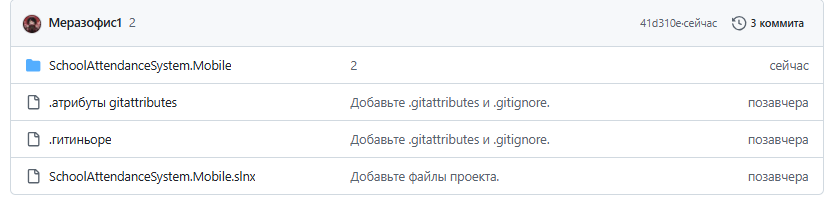 Меразофис1 2 41d310e·сейчас 3 коммита
SchoolAttendanceSystem.Mobile 2 сейчас
.атрибуты gitattributes Добавьте .gitattributes и .gitignore. позавчера
.гитиньоре Добавьте .gitattributes и .gitignore. позавчера
SchoolAttendanceSystem.Mobile.slnx Добавьте файлы проекта. позавчера